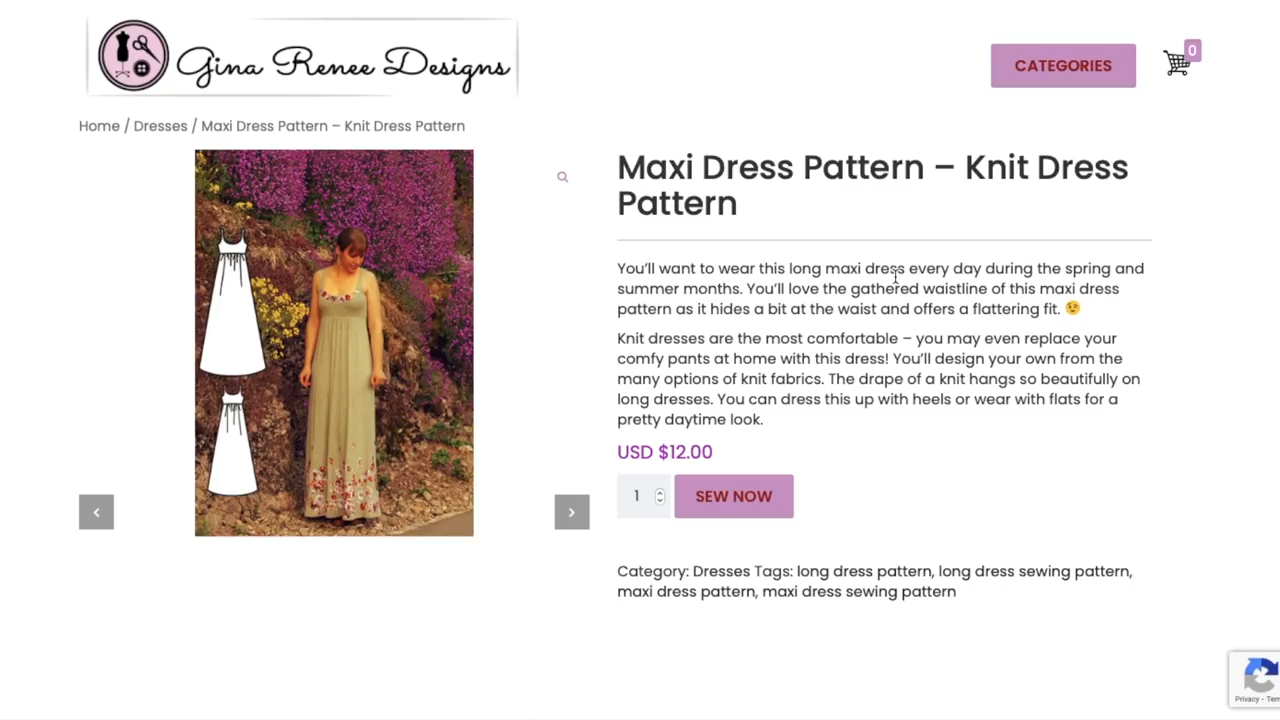 Gina Renee Designs
CATEGORIES
0
Home / Dresses / Maxi Dress Pattern – Knit Dress Pattern
Maxi Dress Pattern – Knit Dress
Pattern
You'll want to wear this long maxi dress every day during the spring and
summer months. You'll love the gathered waistline of this maxi dress
pattern as it hides a bit at the waist and offers a flattering fit. 😉
Knit dresses are the most comfortable – you may even replace your
comfy pants at home with this dress! You'll design your own from the
many options of knit fabrics. The drape of a knit hangs so beautifully on
long dresses. You can dress this up with heels or wear with flats for a
pretty daytime look.
USD $12.00
1
SEW NOW
Category: Dresses Tags: long dress pattern, long dress sewing pattern,
maxi dress pattern, maxi dress sewing pattern
Privacy - Ter